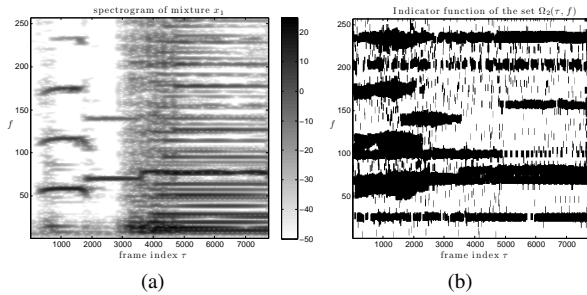 spectrogram of mixture x₁
250
200
150
f
100
50
1000 2000 3000 4000 5000 6000 7000
frame index τ
20
10
0
−10
−20
−30
−40
−50
(a)
Indicator function of the set Ω₂(τ, f)
250
200
150
f
100
50
1000 2000 3000 4000 5000 6000 7000
frame index τ
(b)